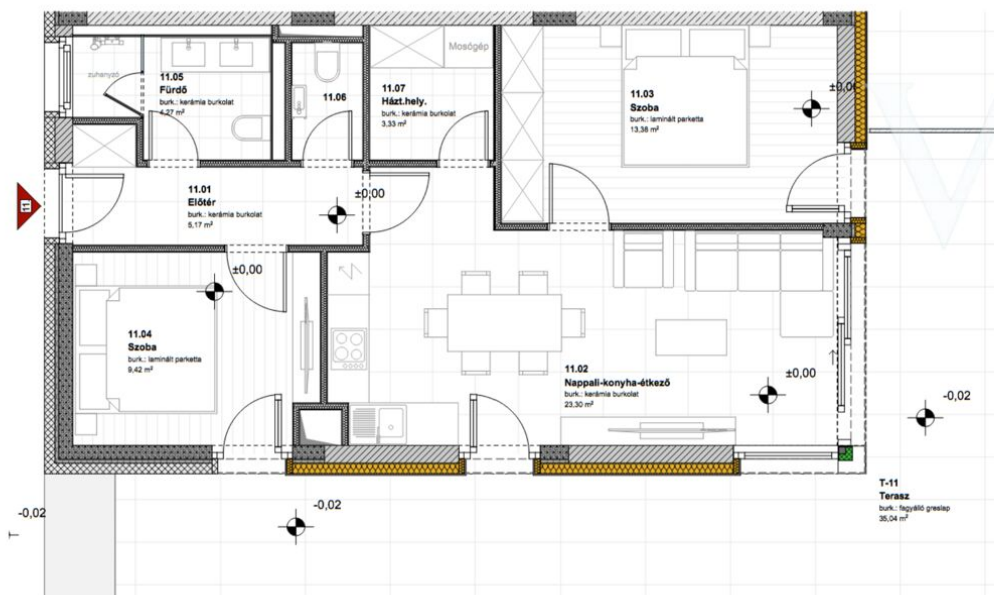 Mosógép
zuhanyzó
11.05
Fürdő
burk.: kerámia burkolat
4,27 m²
11.06
11.07
Házt.hely.
burk.: kerámia burkolat
3,33 m²
11.03
Szoba
burk.: laminált parketta
13,38 m²
±0,00
11
11.01
Előtér
burk.: kerámia burkolat
5,17 m²
±0,00
±0,00
11.04
Szoba
burk.: laminált parketta
9,42 m²
11.02
Nappali-konyha-étkező
burk.: kerámia burkolat
23,30 m²
±0,00
-0,02
T-11
Terasz
burk.: fagyálló greslap
35,04 m²
-0,02
-0,02
T